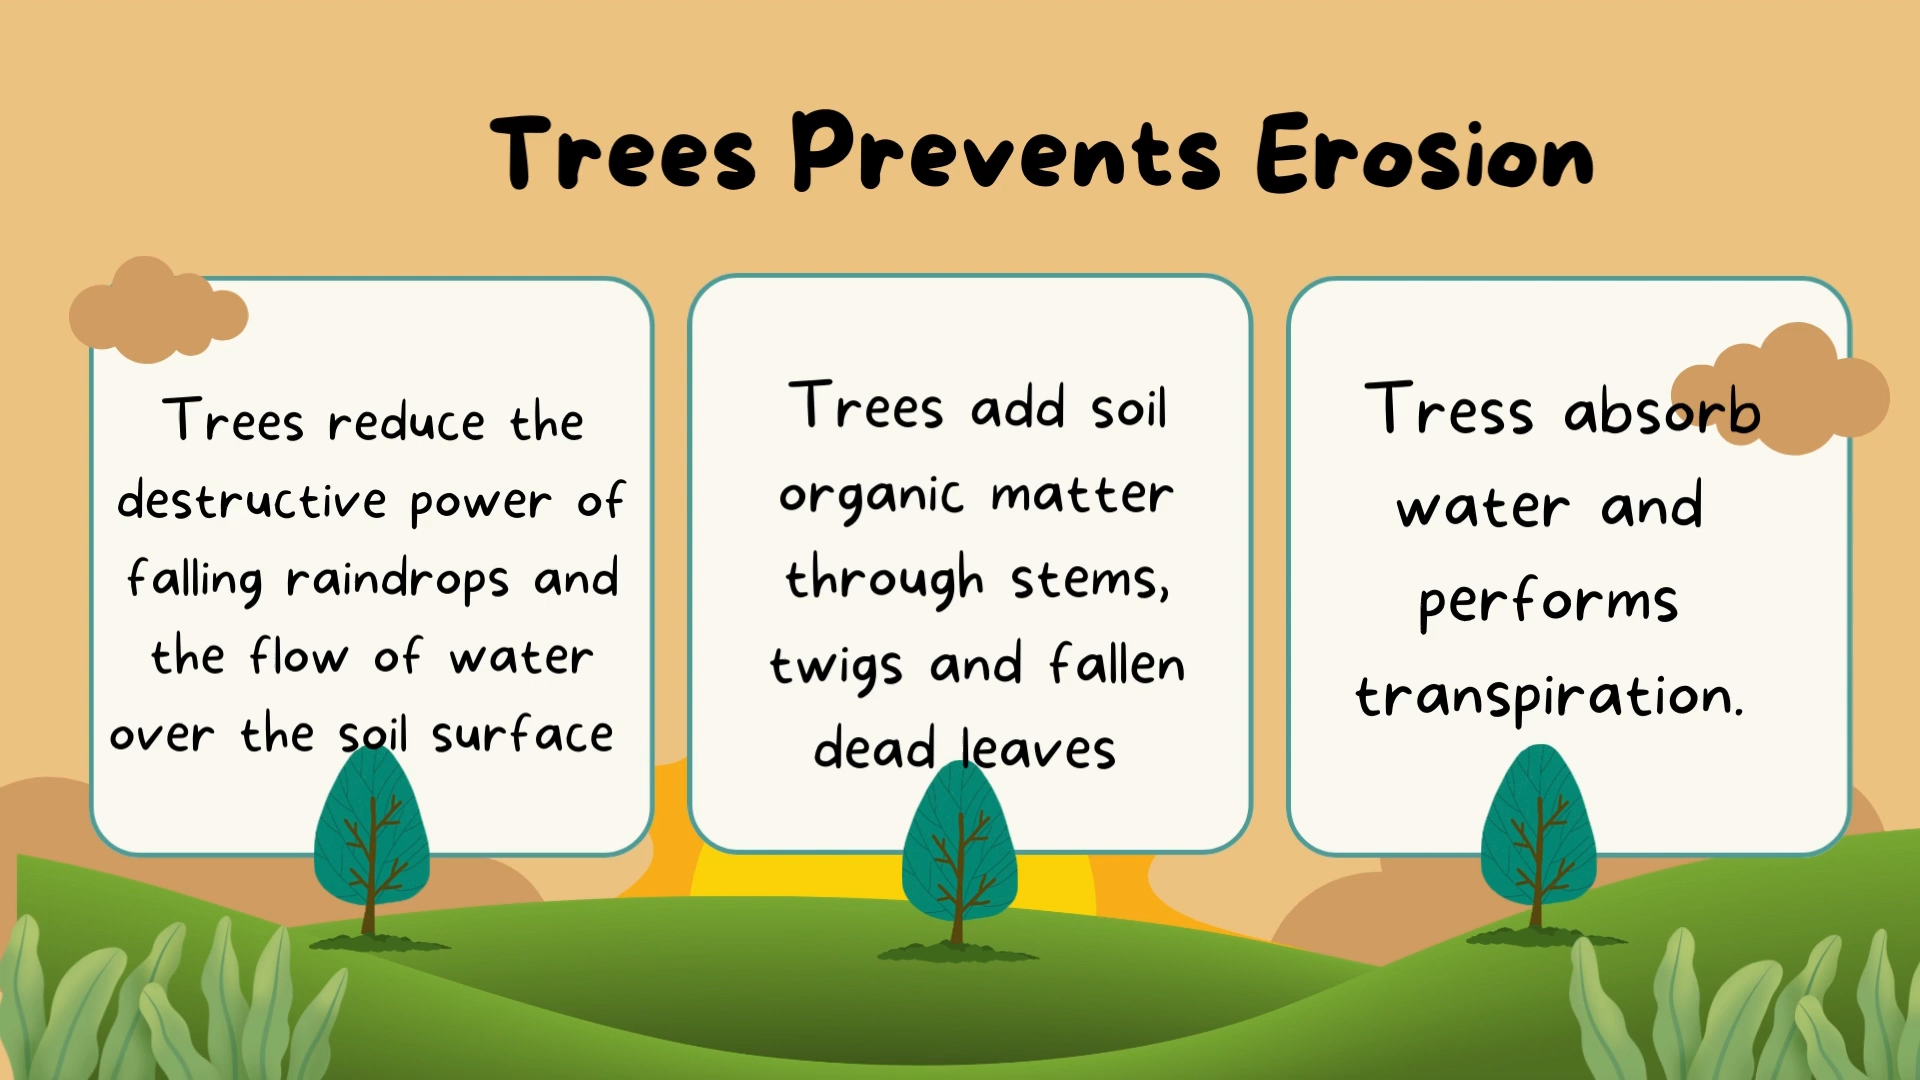 Trees Prevents Erosion
Trees reduce the
destructive power of
falling raindrops and
the flow of water
over the soil surface
Trees add soil
organic matter
through stems,
twigs and fallen
dead leaves
Tress absorb
water and
performs
transpiration.